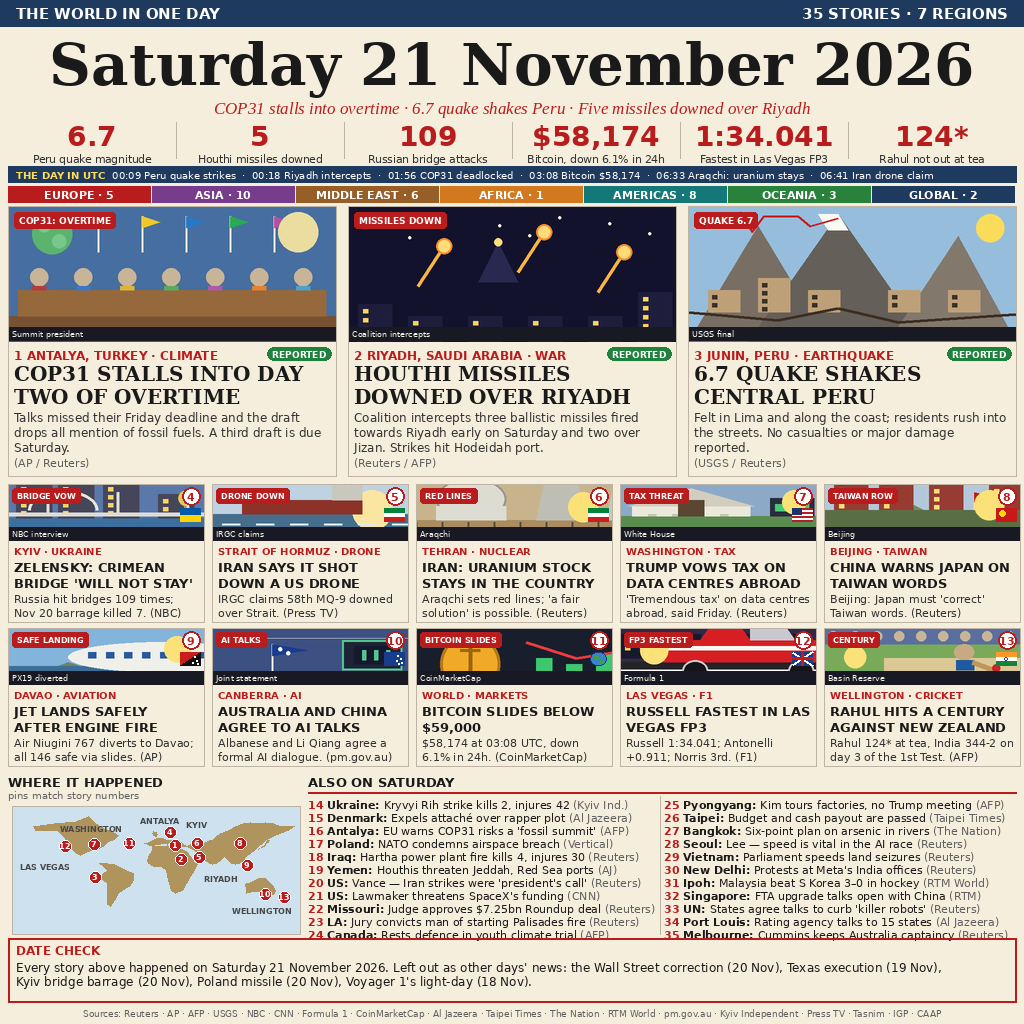 THE WORLD IN ONE DAY
35 STORIES · 7 REGIONS
Saturday 21 November 2026
COP31 stalls into overtime · 6.7 quake shakes Peru · Five missiles downed over Riyadh
6.7
Peru quake magnitude
5
Houthi missiles downed
109
Russian bridge attacks
$58,174
Bitcoin, down 6.1% in 24h
1:34.041
Fastest in Las Vegas FP3
124*
Rahul not out at tea
THE DAY IN UTC 00:09 Peru quake strikes · 00:18 Riyadh intercepts · 01:56 COP31 deadlocked · 03:08 Bitcoin $58,174 · 06:33 Araqchi: uranium stays · 06:41 Iran drone claim
EUROPE · 5
ASIA · 10
MIDDLE EAST · 6
AFRICA · 1
AMERICAS · 8
OCEANIA · 3
GLOBAL · 2
COP31: OVERTIME
Summit president
1 ANTALYA, TURKEY · CLIMATE
REPORTED
COP31 STALLS INTO DAY
TWO OF OVERTIME
Talks missed their Friday deadline and the draft
drops all mention of fossil fuels. A third draft is due
Saturday.
(AP / Reuters)
MISSILES DOWN
Coalition intercepts
2 RIYADH, SAUDI ARABIA · WAR
REPORTED
HOUTHI MISSILES
DOWNED OVER RIYADH
Coalition intercepts three ballistic missiles fired
towards Riyadh early on Saturday and two over
Jizan. Strikes hit Hodeidah port.
(Reuters / AFP)
QUAKE 6.7
USGS final
3 JUNIN, PERU · EARTHQUAKE
REPORTED
6.7 QUAKE SHAKES
CENTRAL PERU
Felt in Lima and along the coast; residents rush into
the streets. No casualties or major damage
reported.
(USGS / Reuters)
BRIDGE VOW
4
NBC interview
KYIV · UKRAINE
ZELENSKY: CRIMEAN
BRIDGE 'WILL NOT STAY'
Russia hit bridges 109 times;
Nov 20 barrage killed 7. (NBC)
DRONE DOWN
5
IRGC claims
STRAIT OF HORMUZ · DRONE
IRAN SAYS IT SHOT
DOWN A US DRONE
IRGC claims 58th MQ-9 downed
over Strait. (Press TV)
RED LINES
6
Araqchi
TEHRAN · NUCLEAR
IRAN: URANIUM STOCK
STAYS IN THE COUNTRY
Araqchi sets red lines; 'a fair
solution' is possible. (Reuters)
TAX THREAT
7
White House
WASHINGTON · TAX
TRUMP VOWS TAX ON
DATA CENTRES ABROAD
'Tremendous tax' on data centres
abroad, said Friday. (Reuters)
TAIWAN ROW
8
Beijing
BEIJING · TAIWAN
CHINA WARNS JAPAN ON
TAIWAN WORDS
Beijing: Japan must 'correct'
Taiwan words. (Reuters)
SAFE LANDING
9
PX19 diverted
DAVAO · AVIATION
JET LANDS SAFELY
AFTER ENGINE FIRE
Air Niugini 767 diverts to Davao;
all 146 safe via slides. (AP)
AI TALKS
10
Joint statement
CANBERRA · AI
AUSTRALIA AND CHINA
AGREE TO AI TALKS
Albanese and Li Qiang agree a
formal AI dialogue. (pm.gov.au)
BITCOIN SLIDES
11
CoinMarketCap
WORLD · MARKETS
BITCOIN SLIDES BELOW
$59,000
$58,174 at 03:08 UTC, down
6.1% in 24h. (CoinMarketCap)
FP3 FASTEST
12
Formula 1
LAS VEGAS · F1
RUSSELL FASTEST IN LAS
VEGAS FP3
Russell 1:34.041; Antonelli
+0.911; Norris 3rd. (F1)
CENTURY
13
Basin Reserve
WELLINGTON · CRICKET
RAHUL HITS A CENTURY
AGAINST NEW ZEALAND
Rahul 124* at tea, India 344-2 on
day 3 of the 1st Test. (AFP)
WHERE IT HAPPENED
pins match story numbers
WASHINGTON
ANTALYA
KYIV
LAS VEGAS
RIYADH
WELLINGTON
12
7
11
4
1
6
2
5
8
3
9
10
13
ALSO ON SATURDAY
14 Ukraine: Kryvyi Rih strike kills 2, injures 42 (Kyiv Ind.)
15 Denmark: Expels attaché over rapper plot (Al Jazeera)
16 Antalya: EU warns COP31 risks a 'fossil summit' (AFP)
17 Poland: NATO condemns airspace breach (Vertical)
18 Iraq: Hartha power plant fire kills 4, injures 30 (Reuters)
19 Yemen: Houthis threaten Jeddah, Red Sea ports (AJ)
20 US: Vance — Iran strikes were 'president's call' (Reuters)
21 US: Lawmaker threatens SpaceX's funding (CNN)
22 Missouri: Judge approves $7.25bn Roundup deal (Reuters)
23 LA: Jury convicts man of starting Palisades fire (Reuters)
24 Canada: Rests defence in youth climate trial (AFP)
25 Pyongyang: Kim tours factories, no Trump meeting (AFP)
26 Taipei: Budget and cash payout are passed (Taipei Times)
27 Bangkok: Six-point plan on arsenic in rivers (The Nation)
28 Seoul: Lee — speed is vital in the AI race (Reuters)
29 Vietnam: Parliament speeds land seizures (Reuters)
30 New Delhi: Protests at Meta's India offices (Reuters)
31 Ipoh: Malaysia beat S Korea 3–0 in hockey (RTM World)
32 Singapore: FTA upgrade talks open with China (RTM)
33 UN: States agree talks to curb 'killer robots' (Reuters)
34 Port Louis: Rating agency talks to 15 states (Al Jazeera)
35 Melbourne: Cummins keeps Australia captaincy (Reuters)
DATE CHECK
Every story above happened on Saturday 21 November 2026. Left out as other days' news: the Wall Street correction (20 Nov), Texas execution (19 Nov),
Kyiv bridge barrage (20 Nov), Poland missile (20 Nov), Voyager 1's light-day (18 Nov).
Sources: Reuters · AP · AFP · USGS · NBC · CNN · Formula 1 · CoinMarketCap · Al Jazeera · Taipei Times · The Nation · RTM World · pm.gov.au · Kyiv Independent · Press TV · Tasnim · IGP · CAAP